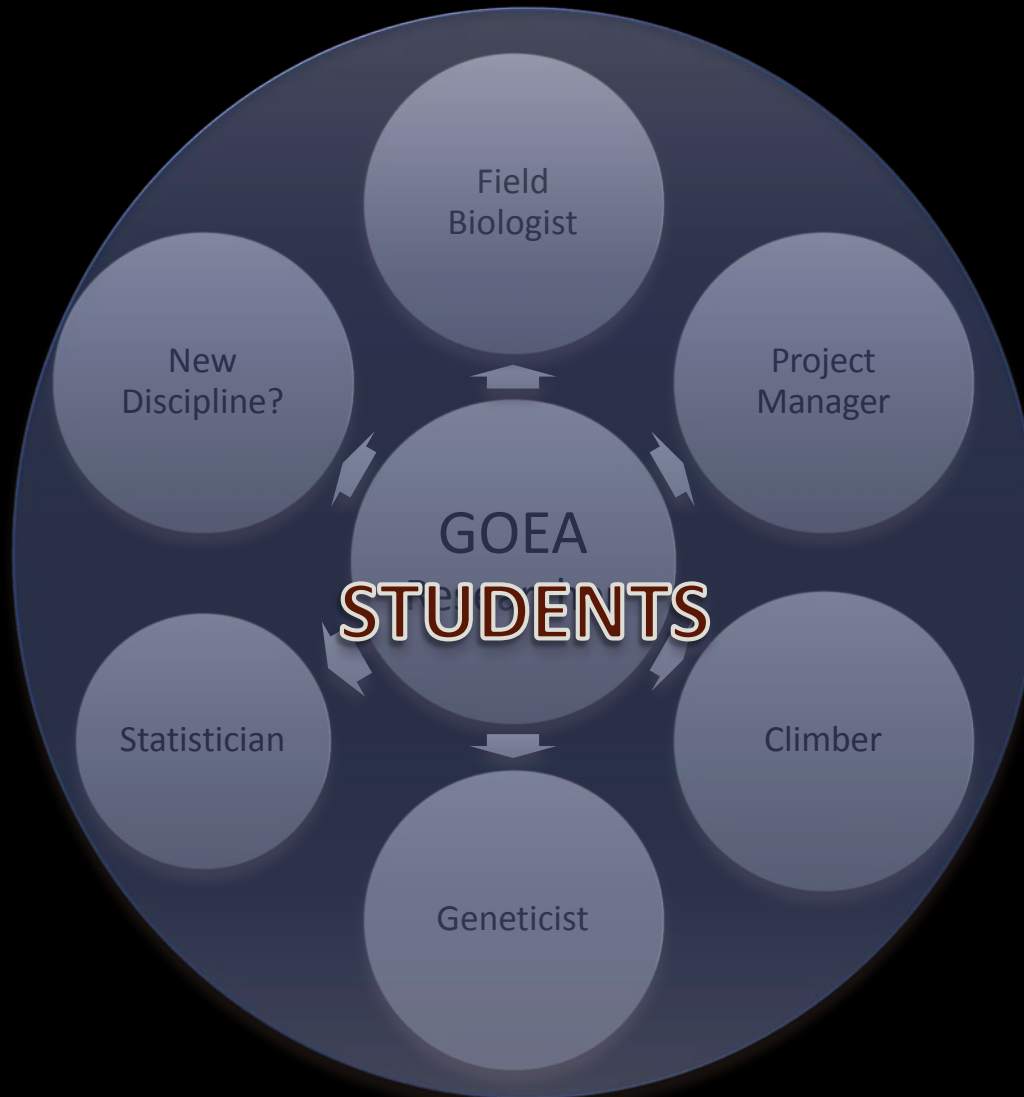 Field
Biologist
New
Discipline?
Project
Manager
GOEA
STUDENTS
Statistician
Climber
Geneticist